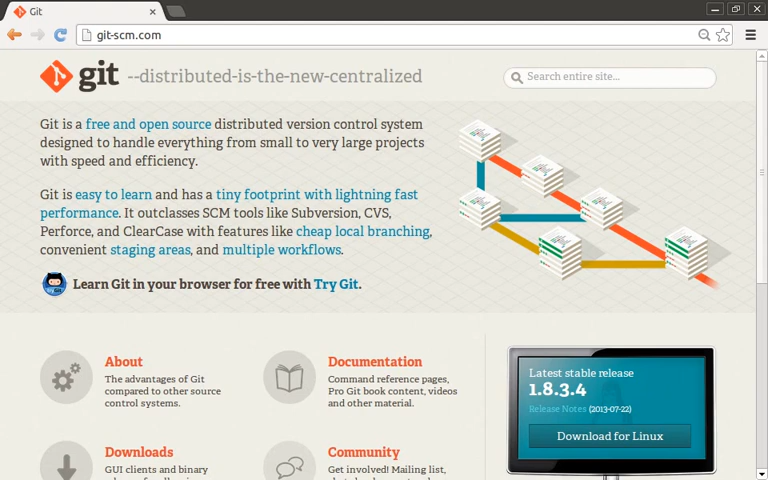 Git
git-scm.com
git --distributed-is-the-new-centralized
Search entire site...
Git is a free and open source distributed version control system
designed to handle everything from small to very large projects
with speed and efficiency.
Git is easy to learn and has a tiny footprint with lightning fast
performance. It outclasses SCM tools like Subversion, CVS,
Perforce, and ClearCase with features like cheap local branching,
convenient staging areas, and multiple workflows.
Learn Git in your browser for free with Try Git.
About
The advantages of Git
compared to other source
control systems.
Documentation
Command reference pages,
Pro Git book content, videos
and other material.
Latest stable release
1.8.3.4
Release Notes (2013-07-22)
Download for Linux
Downloads
GUI clients and binary
Community
Get involved! Mailing list,